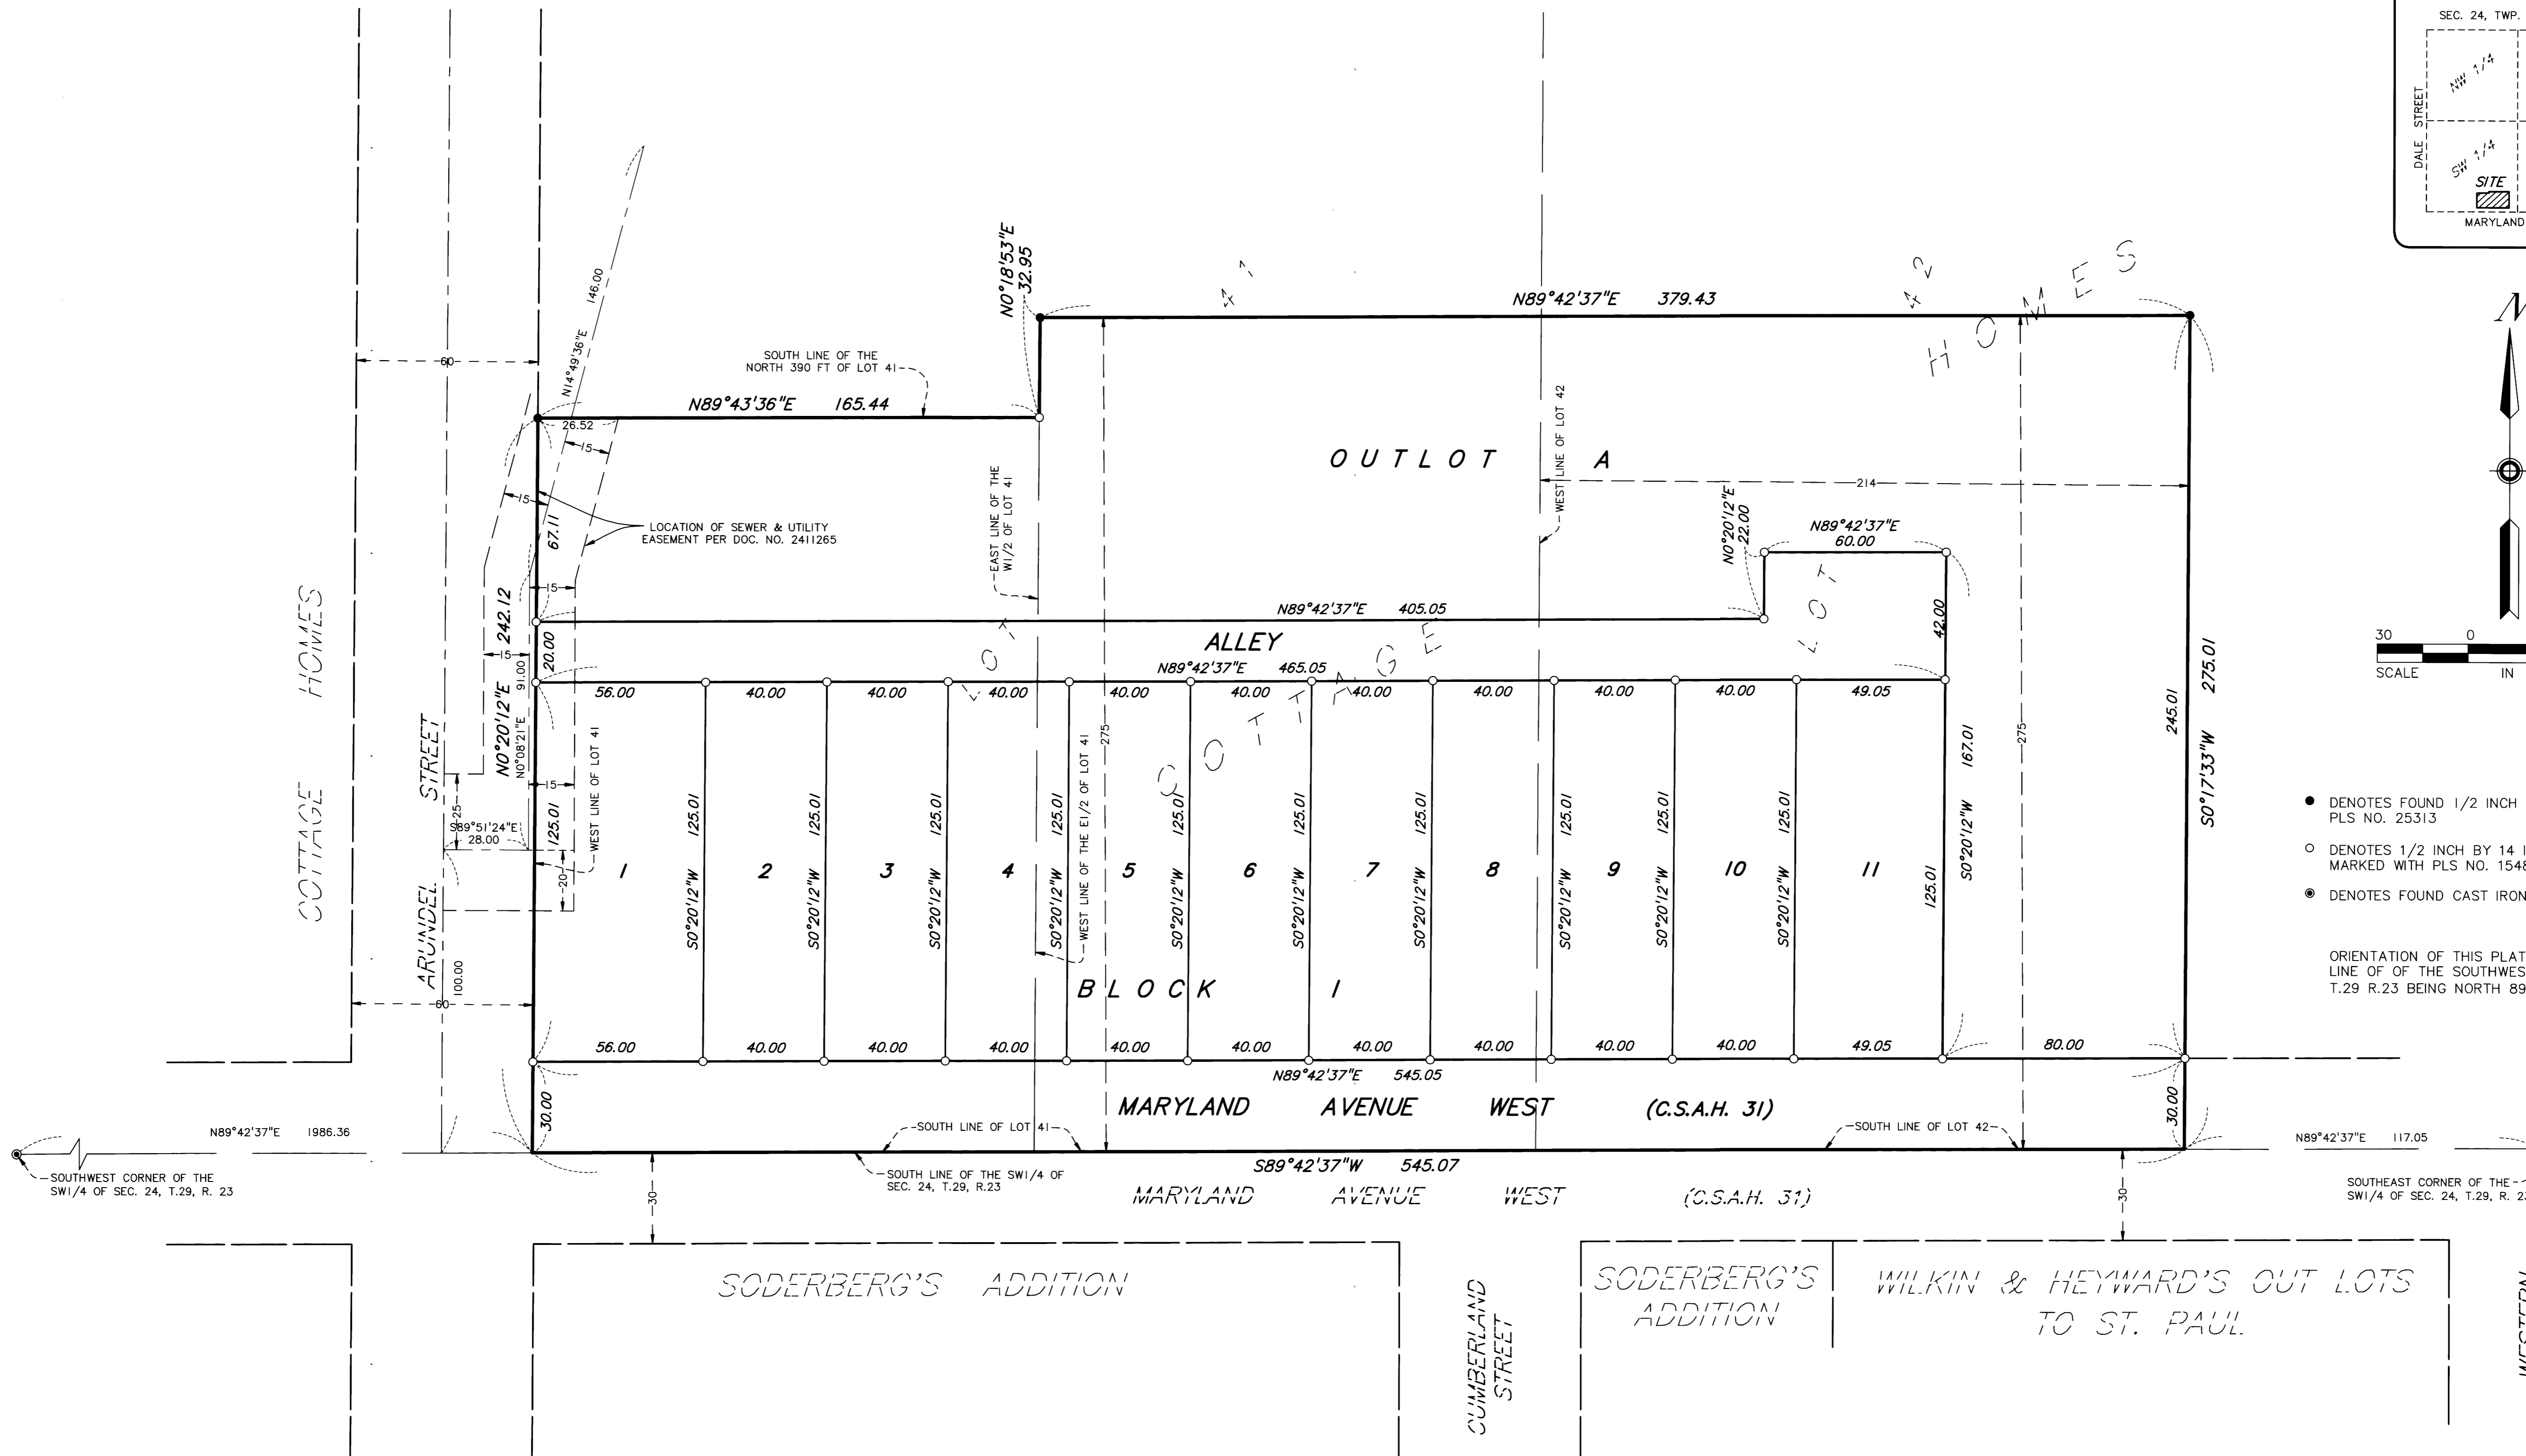 SEC. 24, TWP.
NW 1/4
SW 1/4
DALE STREET
SITE
MARYLAND
N
30 0
SCALE IN
N0°18'53"E
32.95
41
N89°42'37"E 379.43
42
146.00
N14°49'36"E
60
SOUTH LINE OF THE
NORTH 390 FT OF LOT 41
N89°43'36"E 165.44
26.52
15
15
67.11
LOCATION OF SEWER & UTILITY
EASEMENT PER DOC. NO. 2411265
EAST LINE OF THE
W1/2 OF LOT 41
OUTLOT A
WEST LINE OF LOT 42
214
N0°20'12"E
22.00
N89°42'37"E
60.00
42.00
LOT
LOT
COTTAGE HOMES
N89°42'37"E 405.05
ALLEY
N89°42'37"E 465.05
15
15
20.00
N0°20'12"E 242.12
N0°08'21"E 91.00
COTTAGE HOMES
ARUNDEL STREET
56.00 40.00 40.00 40.00 40.00 40.00 40.00 40.00 40.00 40.00 49.05
275
275
245.01
S0°17'33"W 275.01
S0°20'12"W 167.01
WEST LINE OF LOT 41
WEST LINE OF THE E1/2 OF LOT 41
15
25
S89°51'24"E
28.00
20
125.01
S0°20'12"W 125.01
S0°20'12"W 125.01
S0°20'12"W 125.01
S0°20'12"W 125.01
S0°20'12"W 125.01
S0°20'12"W 125.01
S0°20'12"W 125.01
S0°20'12"W 125.01
S0°20'12"W 125.01
S0°20'12"W 125.01
125.01
1 2 3 4 5 6 7 8 9 10 11
100.00
60
BLOCK 1
56.00 40.00 40.00 40.00 40.00 40.00 40.00 40.00 40.00 40.00 49.05 80.00
N89°42'37"E 545.05
30.00
MARYLAND AVENUE WEST (C.S.A.H. 31)
30.00
DENOTES FOUND 1/2 INCH
PLS NO. 25313
DENOTES 1/2 INCH BY 14 I
MARKED WITH PLS NO. 1548
DENOTES FOUND CAST IRON
ORIENTATION OF THIS PLAT
LINE OF OF THE SOUTHWES
T.29 R.23 BEING NORTH 89
N89°42'37"E 1986.36
SOUTHWEST CORNER OF THE
SW1/4 OF SEC. 24, T.29, R. 23
SOUTH LINE OF LOT 41
SOUTH LINE OF LOT 42
SOUTH LINE OF THE SW1/4 OF
SEC. 24, T.29, R.23
S89°42'37"W 545.07
N89°42'37"E 117.05
SOUTHEAST CORNER OF THE
SW1/4 OF SEC. 24, T.29, R. 23
30
MARYLAND AVENUE WEST (C.S.A.H. 31)
30
SODERBERG'S ADDITION
CUMBERLAND
STREET
SODERBERG'S
ADDITION
WILKIN & HEYWARD'S OUT LOTS
TO ST. PAUL
WESTERN